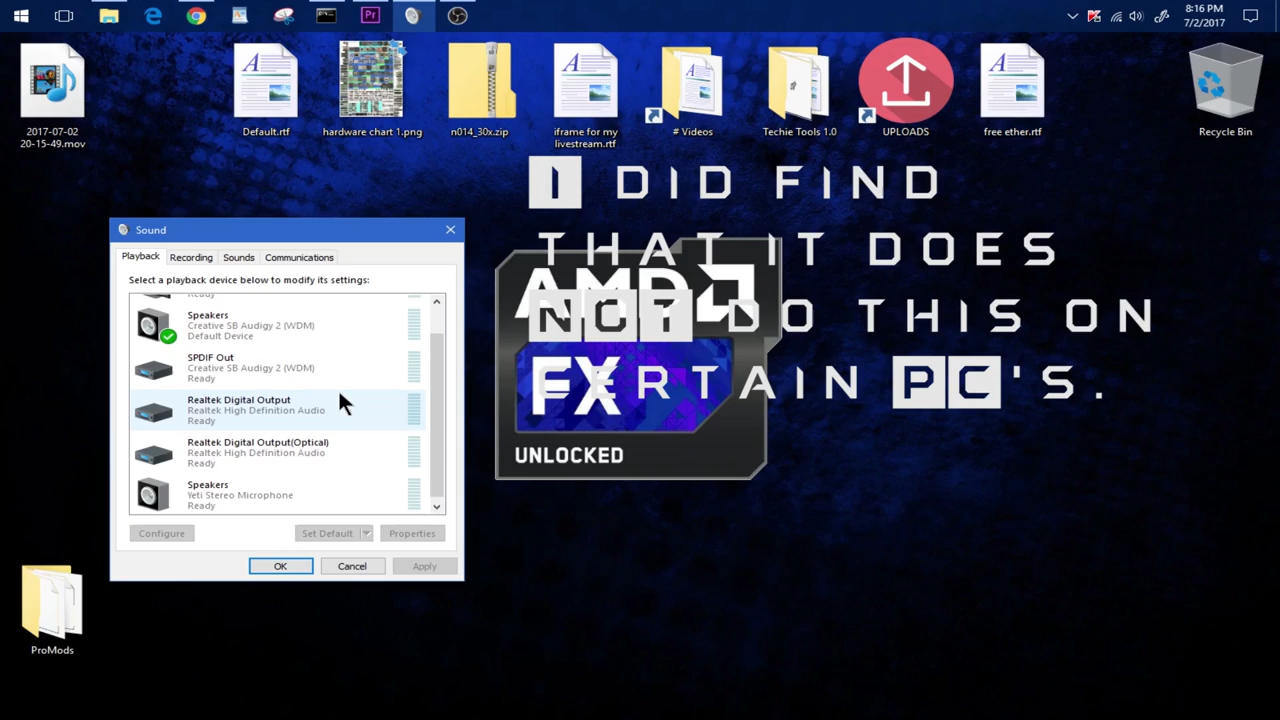 8:16 PM
7/2/2017
Pr
2017-07-02
20-15-49.mov
Default.rtf
hardware chart 1.png
n014_30x.zip
iframe for my
livestream.rtf
# Videos
Techie Tools 1.0
UPLOADS
free ether.rtf
Recycle Bin
I DID FIND
THAT IT DOES
NOT DO THIS ON
CERTAIN PC'S.
AMD
FX
UNLOCKED
Sound
Playback
Recording
Sounds
Communications
Select a playback device below to modify its settings:
Ready
Speakers
Creative SB Audigy 2 (WDM)
Default Device
SPDIF Out
Creative SB Audigy 2 (WDM)
Ready
Realtek Digital Output
Realtek High Definition Audio
Ready
Realtek Digital Output(Optical)
Realtek High Definition Audio
Ready
Speakers
Yeti Stereo Microphone
Ready
Configure
Set Default
Properties
OK
Cancel
Apply
ProMods